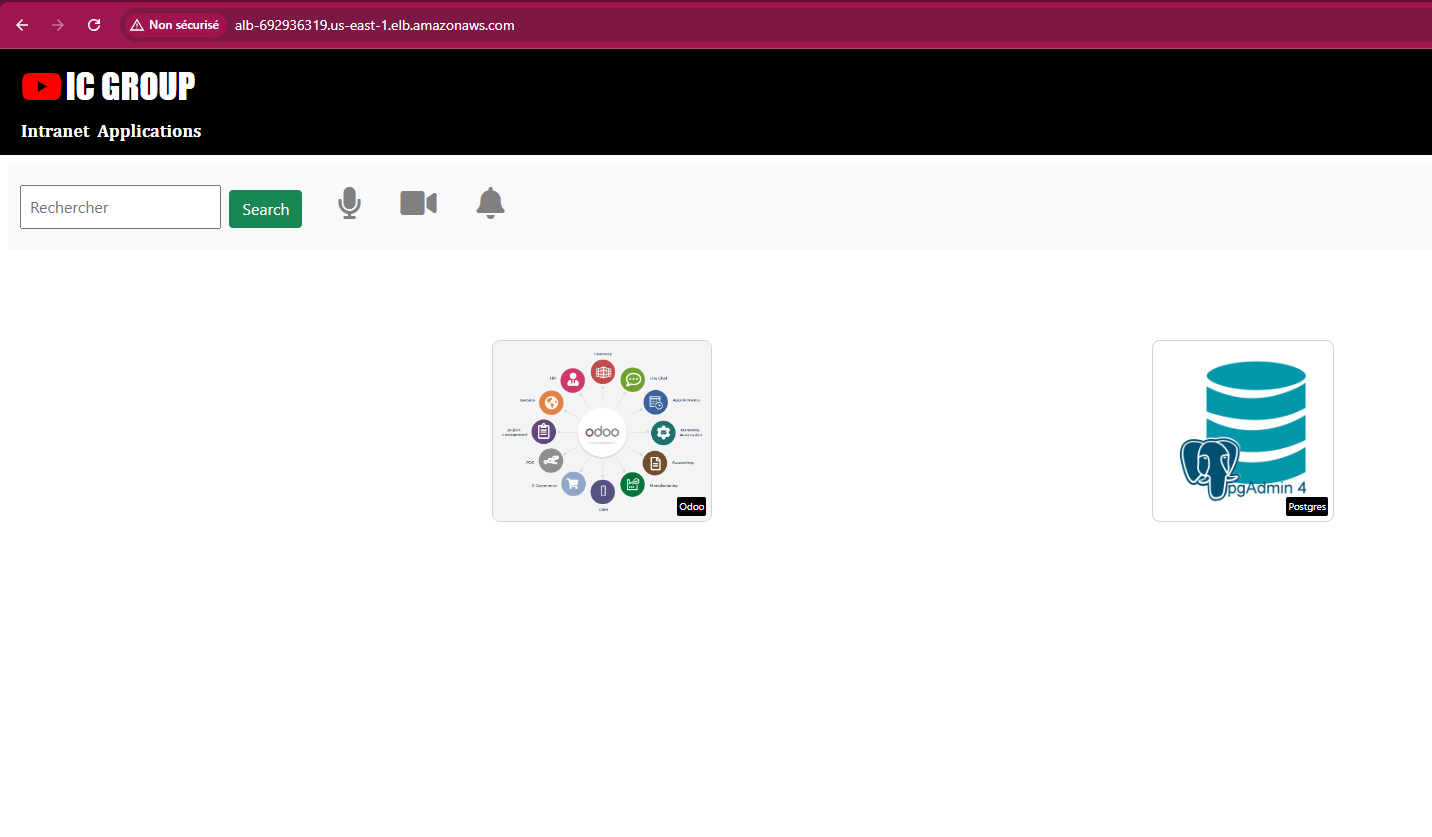 Non sécurisé alb-692936319.us-east-1.elb.amazonaws.com
IC GROUP
Intranet Applications
Rechercher
Search
Inventory
HR
Live Chat
Appointments
project
management
Marketing
Automation
odoo
POS
Accounting
E-Commerce
Manufacturing
CRM
Odoo
pgAdmin 4
Postgres